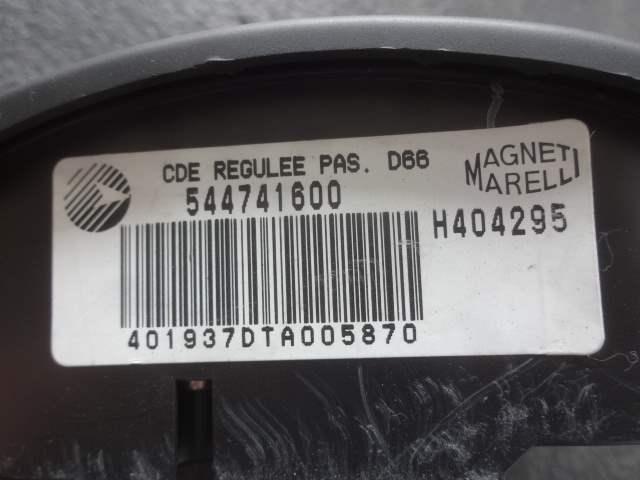 CDE REGULEE PAS. D66
544741600
MAGNETI
MARELLI
H404295
401937DTA005870